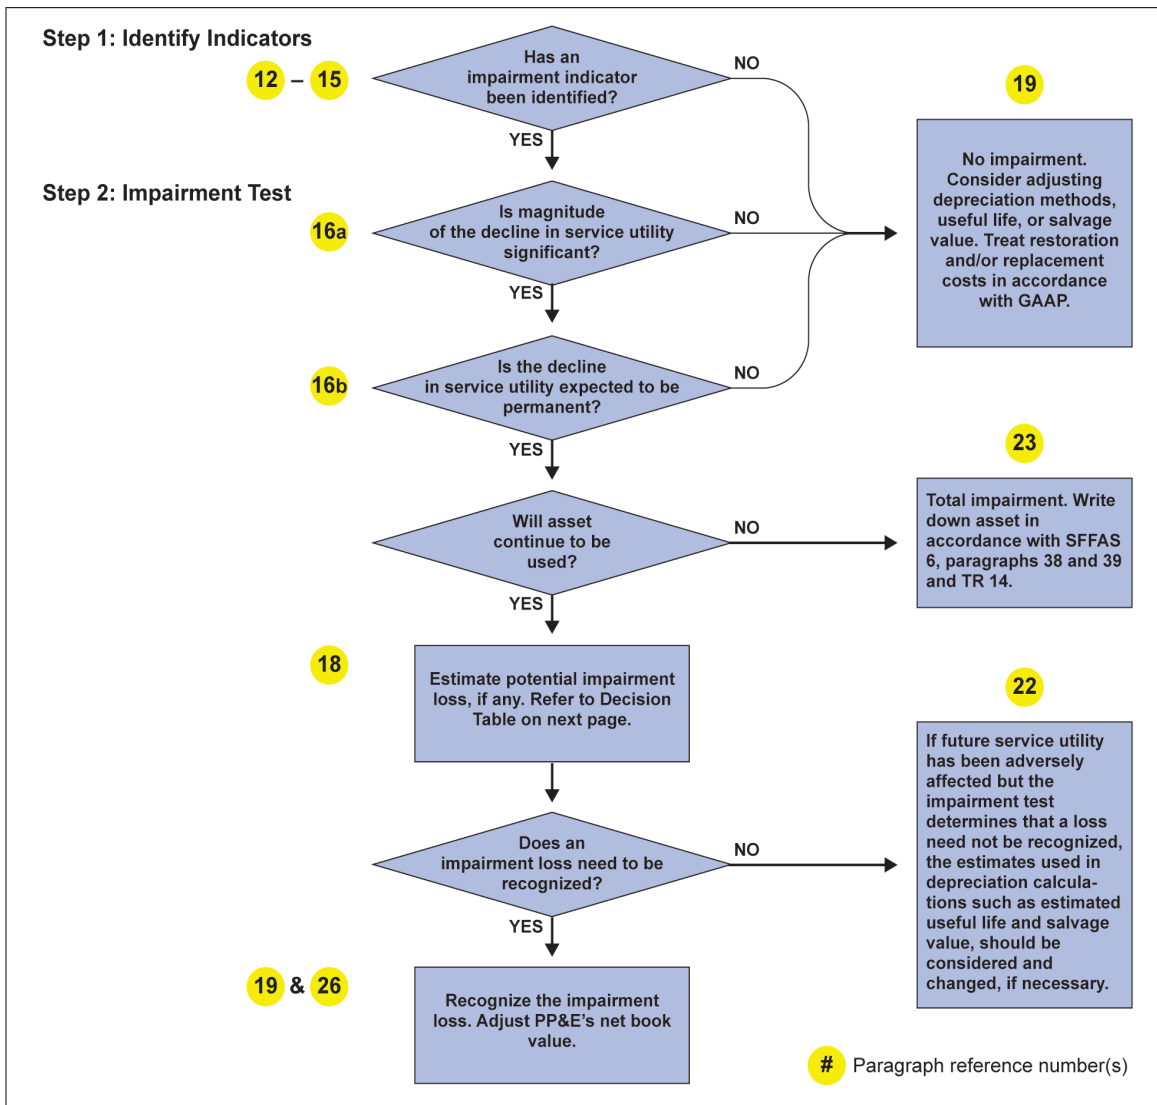 Step 1: Identify Indicators
12 – 15
Has an
impairment indicator
been identified?
NO
YES
19
No impairment.
Consider adjusting
depreciation methods,
useful life, or salvage
value. Treat restoration
and/or replacement
costs in accordance
with GAAP.
Step 2: Impairment Test
16a
Is magnitude
of the decline in service utility
significant?
NO
YES
16b
Is the decline
in service utility expected to be
permanent?
NO
YES
Will asset
continue to be
used?
NO
YES
23
Total impairment. Write
down asset in
accordance with SFFAS
6, paragraphs 38 and 39
and TR 14.
18
Estimate potential impairment
loss, if any. Refer to Decision
Table on next page.
Does an
impairment loss need to be
recognized?
NO
YES
22
If future service utility
has been adversely
affected but the
impairment test
determines that a loss
need not be recognized,
the estimates used in
depreciation calcula-
tions such as estimated
useful life and salvage
value, should be
considered and
changed, if necessary.
19 & 26
Recognize the impairment
loss. Adjust PP&E’s net book
value.
# Paragraph reference number(s)